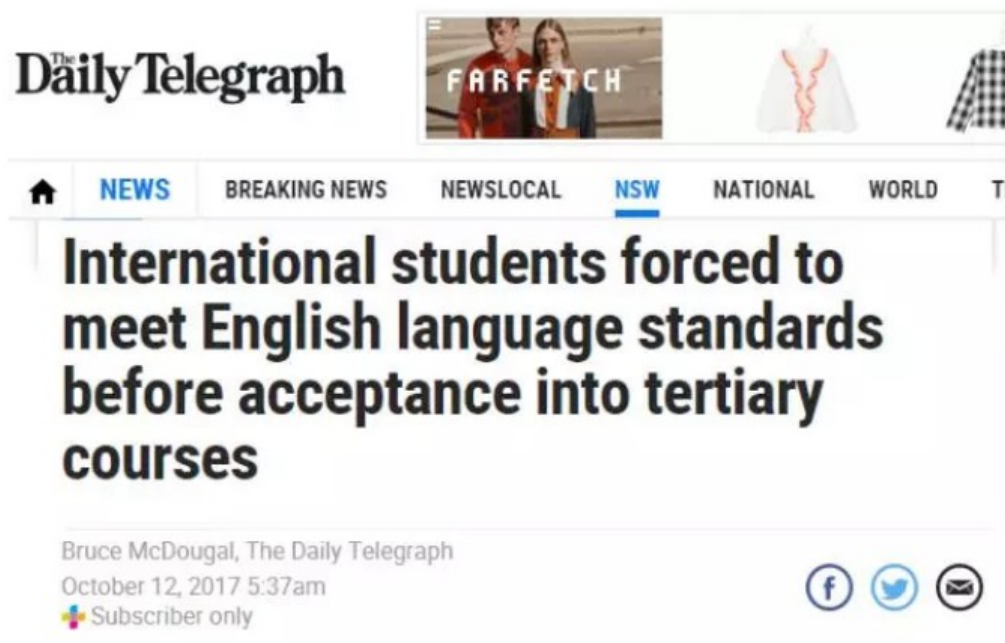 The Daily Telegraph
FARFETCH
NEWS BREAKING NEWS NEWSLOCAL NSW NATIONAL WORLD T
International students forced to
meet English language standards
before acceptance into tertiary
courses
Bruce McDougal, The Daily Telegraph
October 12, 2017 5:37am
Subscriber only